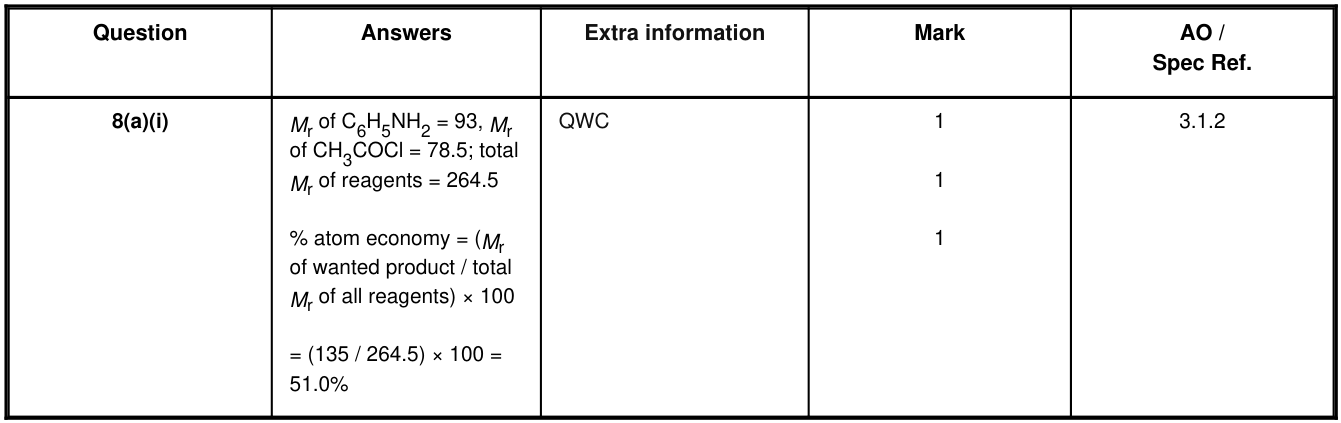 Question Answers Extra information Mark AO /
Spec Ref.
8(a)(i) Mr of C6H5NH2 = 93, Mr QWC 1 3.1.2
of CH3COCl = 78.5; total
Mr of reagents = 264.5 1
% atom economy = (Mr 1
of wanted product / total
Mr of all reagents) × 100
= (135 / 264.5) × 100 =
51.0%